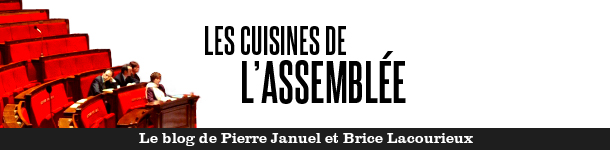 LES CUISINES DE
L'ASSEMBLÉE
Le blog de Pierre Januel et Brice Lacourieux